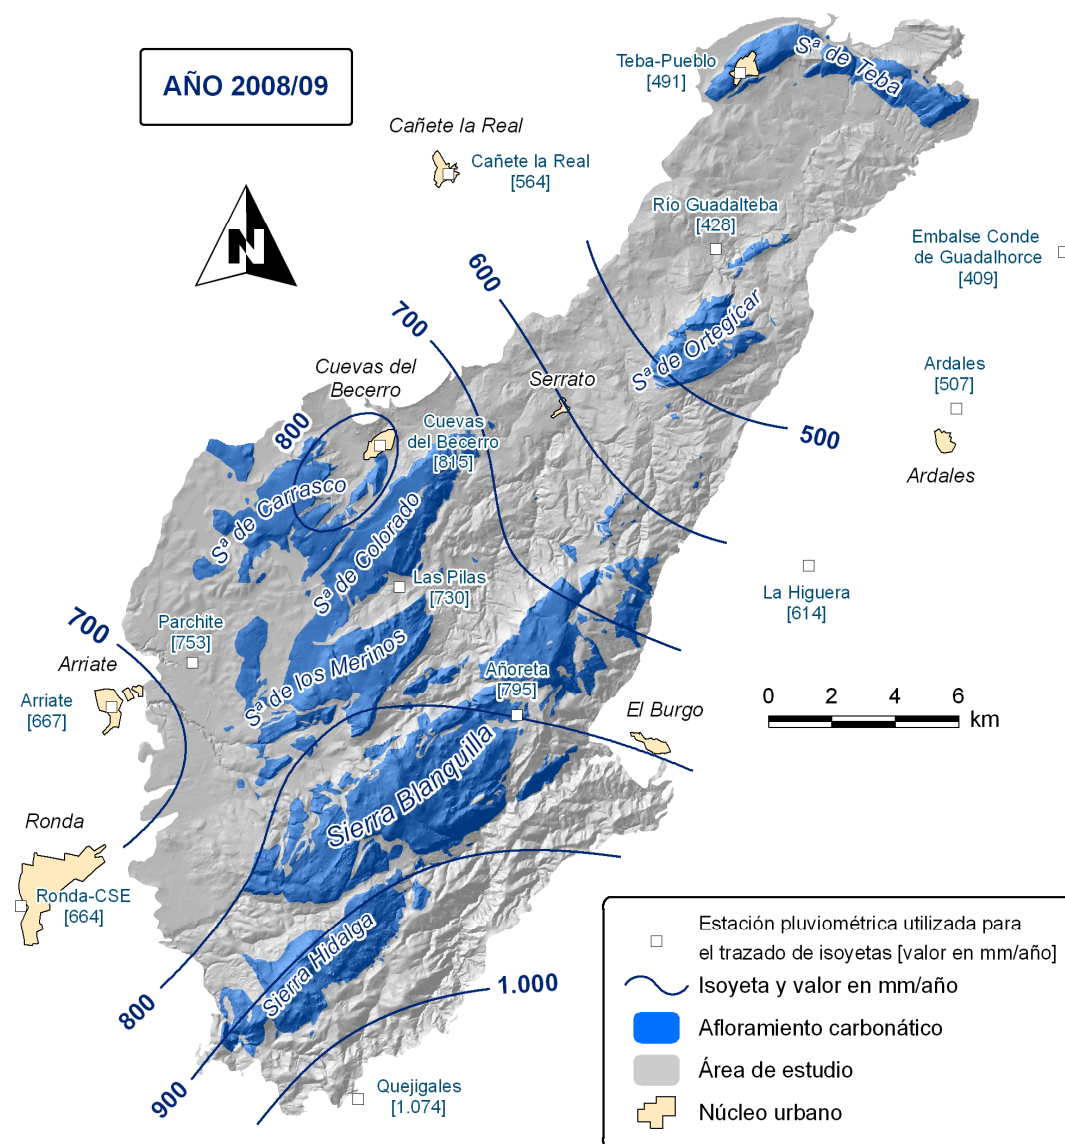 AÑO 2008/09
Teba-Pueblo
[491]
Sª de Teba
Cañete la Real
Cañete la Real
[564]
N
Río Guadalteba
[428]
Embalse Conde
de Guadalhorce
[409]
600
700
Sª de Ortegícar
Cuevas del
Becerro
Serrato
Ardales
[507]
800
Cuevas
del Becerro
[815]
500
Ardales
Sª de Carrasco
Sª de Colorado
Las Pilas
[730]
La Higuera
[614]
700
Parchite
[753]
Arriate
Sª de los Merinos
Añoreta
[795]
Arriate
[667]
El Burgo
0 2 4 6
km
Sierra Blanquilla
Ronda
Ronda-CSE
[664]
Sierra Hidalga
800
1.000
900
Quejigales
[1.074]
Estación pluviométrica utilizada para
el trazado de isoyetas [valor en mm/año]
Isoyeta y valor en mm/año
Afloramiento carbonático
Área de estudio
Núcleo urbano